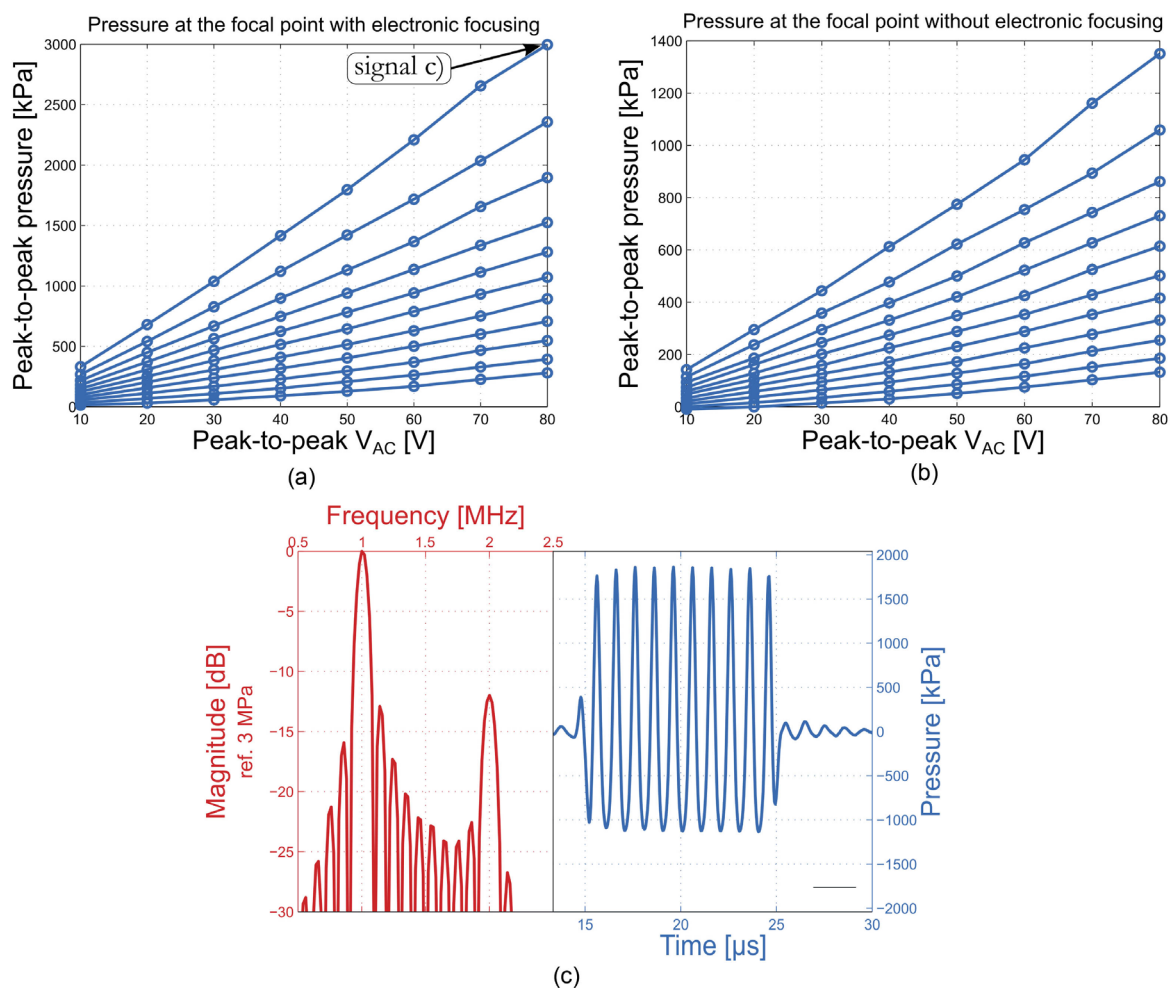 Pressure at the focal point with electronic focusing
Peak-to-peak pressure [kPa]
3000
2500
2000
1500
1000
500
0
signal c)
10 20 30 40 50 60 70 80
Peak-to-peak V_AC [V]
(a)
Pressure at the focal point without electronic focusing
Peak-to-peak pressure [kPa]
1400
1200
1000
800
600
400
200
0
10 20 30 40 50 60 70 80
Peak-to-peak V_AC [V]
(b)
Frequency [MHz]
0.5 1 1.5 2 2.5
Magnitude [dB]
ref. 3 MPa
0
−5
−10
−15
−20
−25
−30
2000
1500
1000
500
0
−500
−1000
−1500
−2000
Pressure [kPa]
15 20 25 30
Time [µs]
(c)